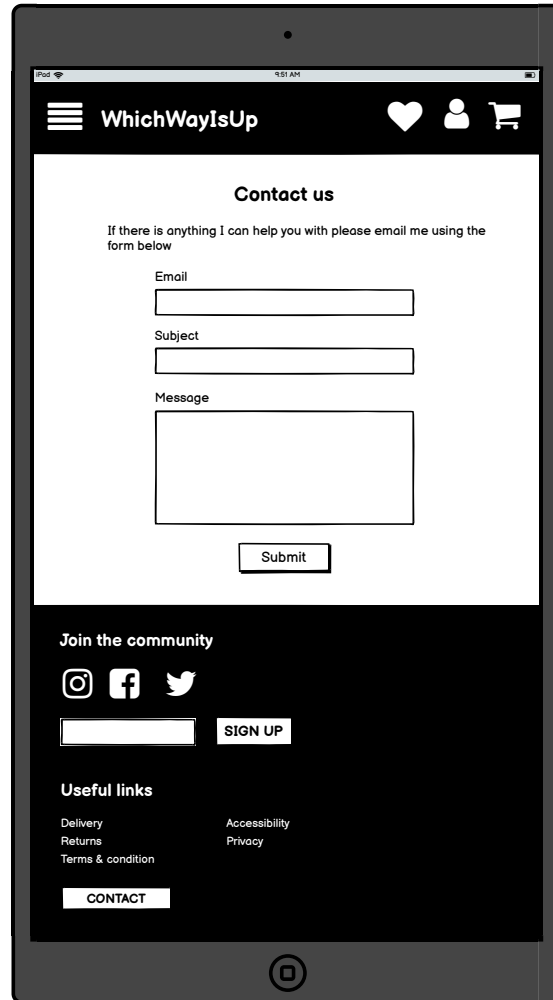 iPad 9:51 AM
WhichWayIsUp
Contact us
If there is anything I can help you with please email me using the
form below
Email
Subject
Message
Submit
Join the community
SIGN UP
Useful links
Delivery Accessibility
Returns Privacy
Terms & condition
CONTACT